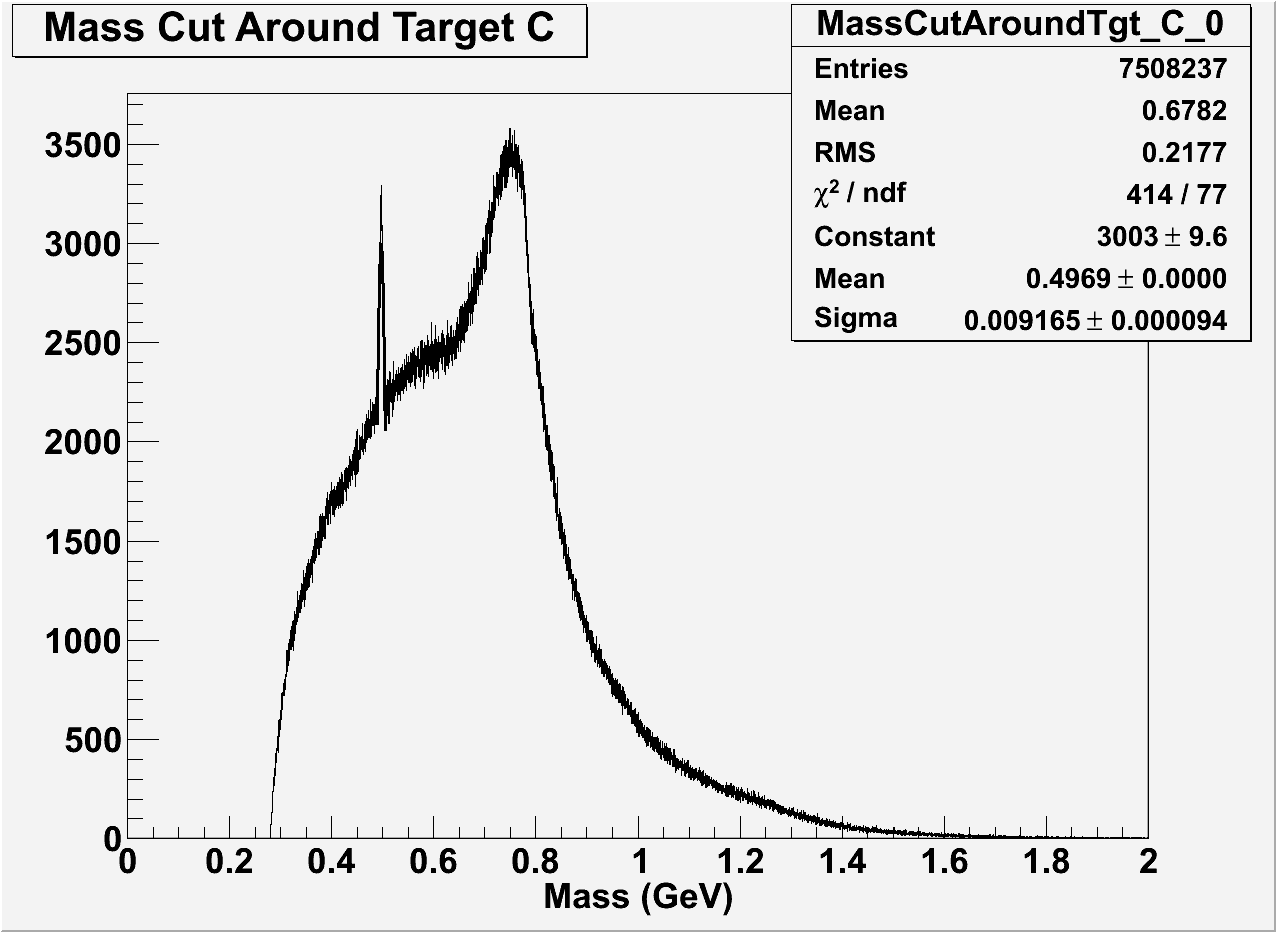 Mass Cut Around Target C
MassCutAroundTgt_C_0
Entries 7508237
Mean 0.6782
RMS 0.2177
χ² / ndf 414 / 77
Constant 3003 ± 9.6
Mean 0.4969 ± 0.0000
Sigma 0.009165 ± 0.000094
3500
3000
2500
2000
1500
1000
500
0
0 0.2 0.4 0.6 0.8 1 1.2 1.4 1.6 1.8 2
Mass (GeV)